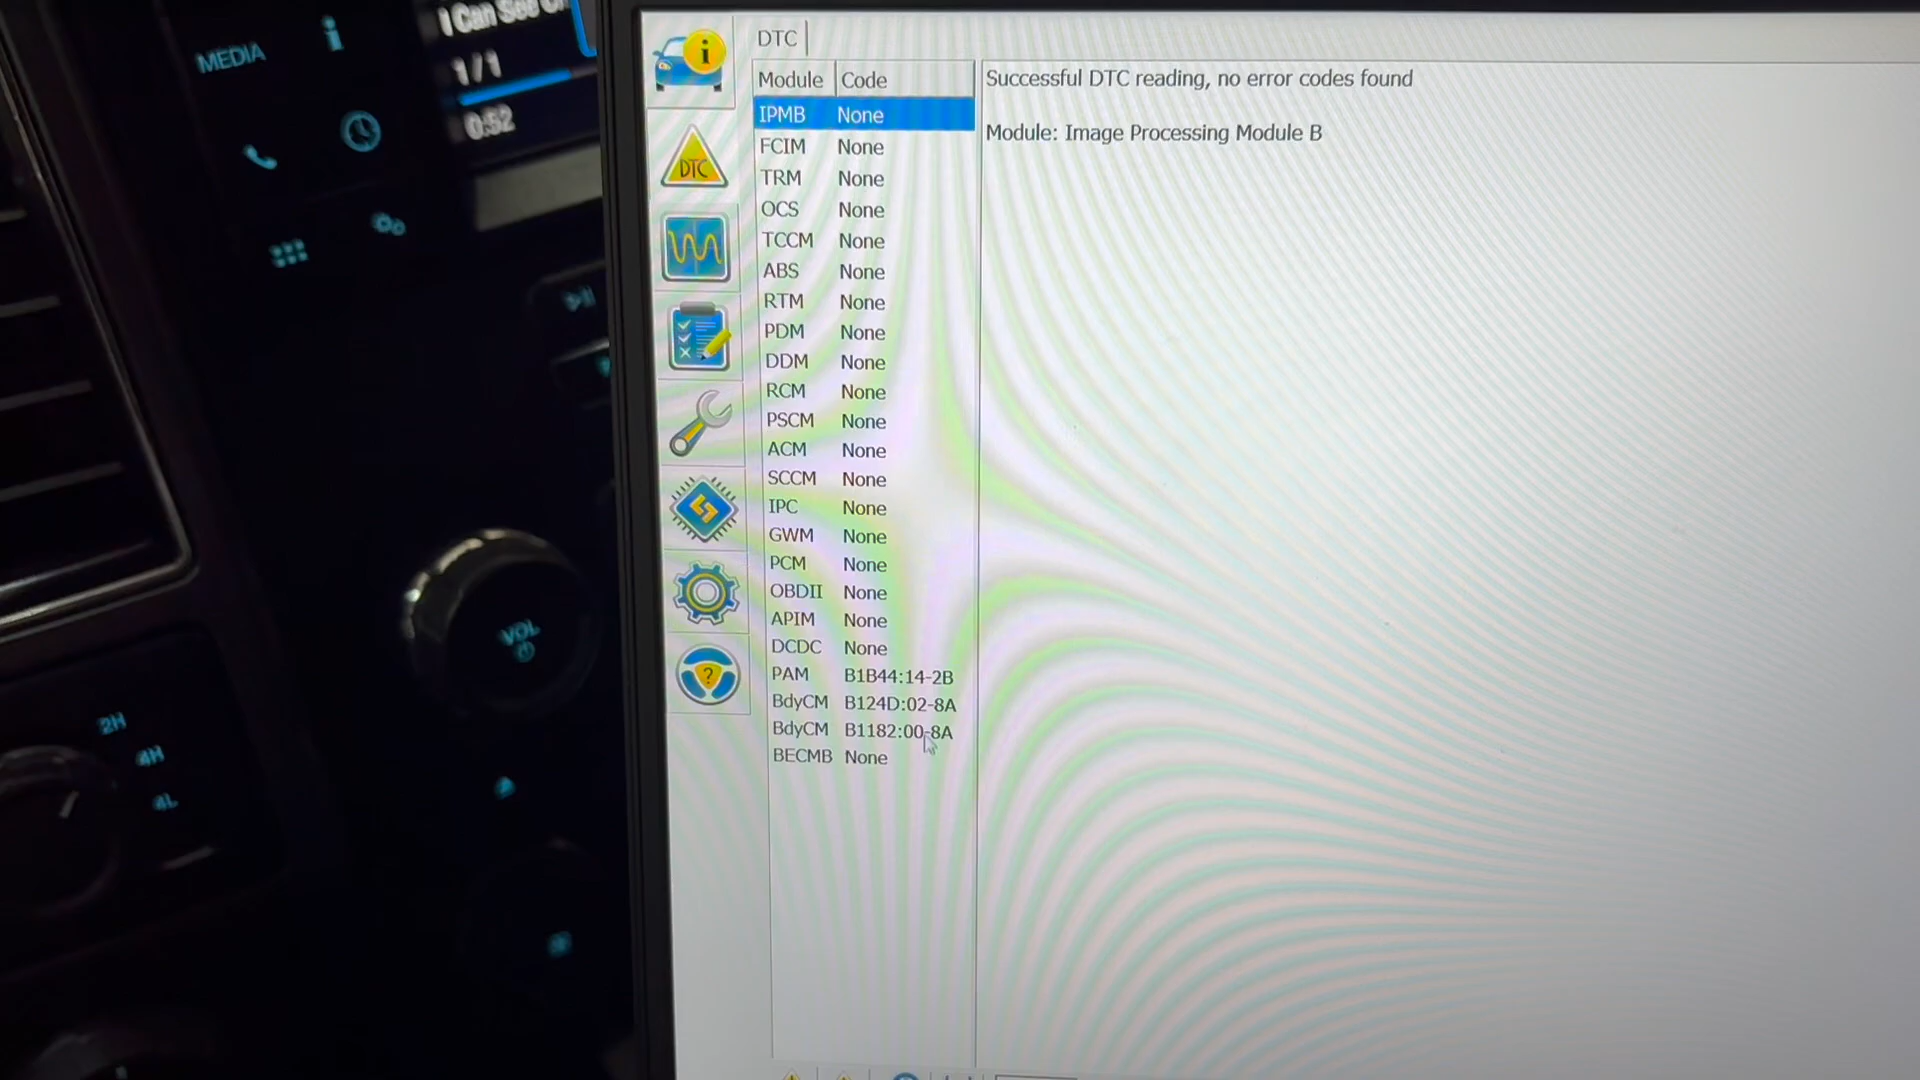 MEDIA
i
I Can See
1/1
0:52
VOL
2H
4H
4L
i
DTC
?
DTC
Module Code
IPMB None
FCIM None
TRM None
OCS None
TCCM None
ABS None
RTM None
PDM None
DDM None
RCM None
PSCM None
ACM None
SCCM None
IPC None
GWM None
PCM None
OBDII None
APIM None
DCDC None
PAM B1B44:14-2B
BdyCM B124D:02-8A
BdyCM B1182:00-8A
BECMB None
Successful DTC reading, no error codes found
Module: Image Processing Module B